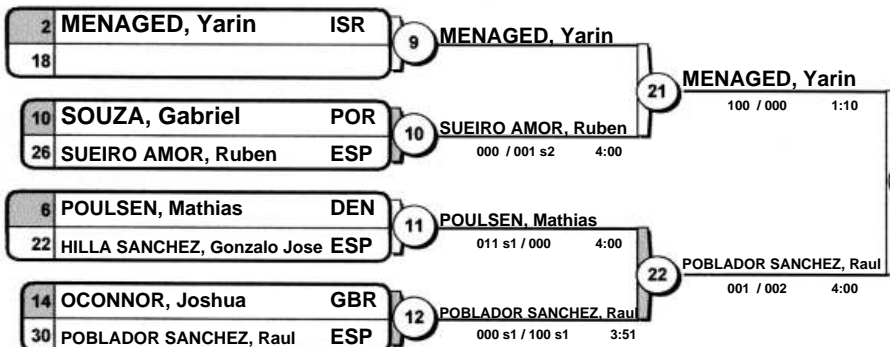 2 MENAGED, Yarin ISR
18
9
MENAGED, Yarin
10 SOUZA, Gabriel POR
26 SUEIRO AMOR, Ruben ESP
10
SUEIRO AMOR, Ruben
000 / 001 s2 4:00
21
MENAGED, Yarin
100 / 000 1:10
6 POULSEN, Mathias DEN
22 HILLA SANCHEZ, Gonzalo Jose ESP
11
POULSEN, Mathias
011 s1 / 000 4:00
14 OCONNOR, Joshua GBR
30 POBLADOR SANCHEZ, Raul ESP
12
POBLADOR SANCHEZ, Raul
000 s1 / 100 s1 3:51
22
POBLADOR SANCHEZ, Raul
001 / 002 4:00